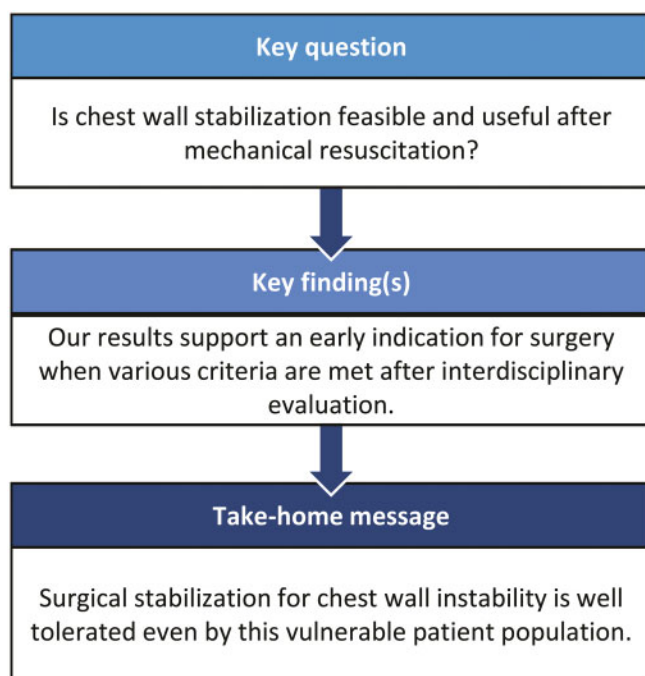 Key question
Is chest wall stabilization feasible and useful after
mechanical resuscitation?
Key finding(s)
Our results support an early indication for surgery
when various criteria are met after interdisciplinary
evaluation.
Take-home message
Surgical stabilization for chest wall instability is well
tolerated even by this vulnerable patient population.